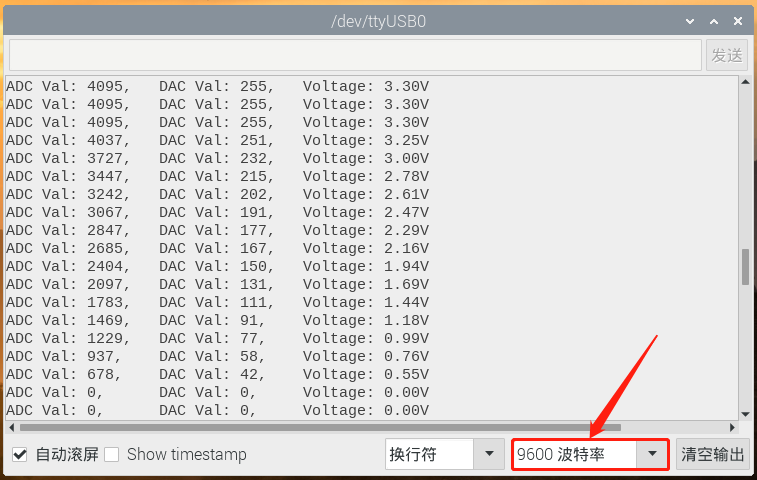 /dev/ttyUSB0
发送
ADC Val: 4095,   DAC Val: 255,   Voltage: 3.30V
ADC Val: 4095,   DAC Val: 255,   Voltage: 3.30V
ADC Val: 4095,   DAC Val: 255,   Voltage: 3.30V
ADC Val: 4037,   DAC Val: 251,   Voltage: 3.25V
ADC Val: 3727,   DAC Val: 232,   Voltage: 3.00V
ADC Val: 3447,   DAC Val: 215,   Voltage: 2.78V
ADC Val: 3242,   DAC Val: 202,   Voltage: 2.61V
ADC Val: 3067,   DAC Val: 191,   Voltage: 2.47V
ADC Val: 2847,   DAC Val: 177,   Voltage: 2.29V
ADC Val: 2685,   DAC Val: 167,   Voltage: 2.16V
ADC Val: 2404,   DAC Val: 150,   Voltage: 1.94V
ADC Val: 2097,   DAC Val: 131,   Voltage: 1.69V
ADC Val: 1783,   DAC Val: 111,   Voltage: 1.44V
ADC Val: 1469,   DAC Val: 91,    Voltage: 1.18V
ADC Val: 1229,   DAC Val: 77,    Voltage: 0.99V
ADC Val: 937,    DAC Val: 58,    Voltage: 0.76V
ADC Val: 678,    DAC Val: 42,    Voltage: 0.55V
ADC Val: 0,      DAC Val: 0,     Voltage: 0.00V
ADC Val: 0,      DAC Val: 0,     Voltage: 0.00V
自动滚屏 Show timestamp 换行符 9600 波特率 清空输出